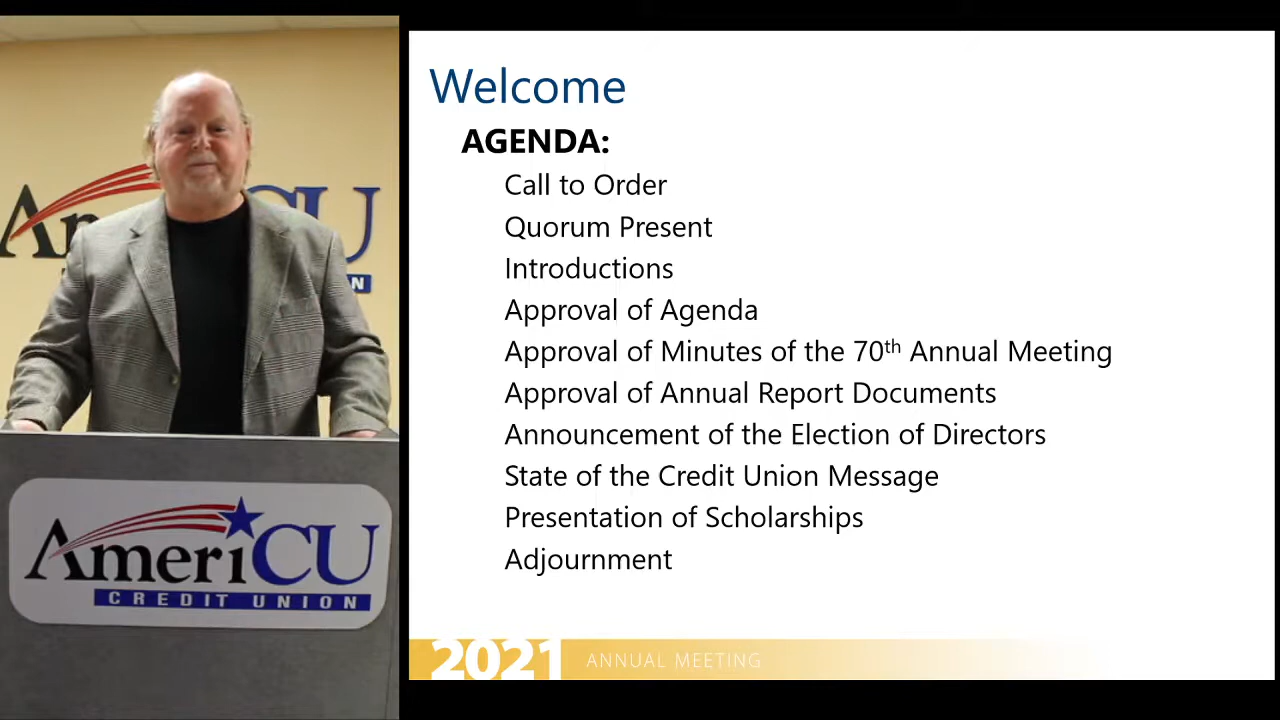 Welcome
AGENDA:
Call to Order
Quorum Present
Introductions
Approval of Agenda
Approval of Minutes of the 70th Annual Meeting
Approval of Annual Report Documents
Announcement of the Election of Directors
State of the Credit Union Message
Presentation of Scholarships
Adjournment
2021 ANNUAL MEETING
AmeriCU
CREDIT UNION